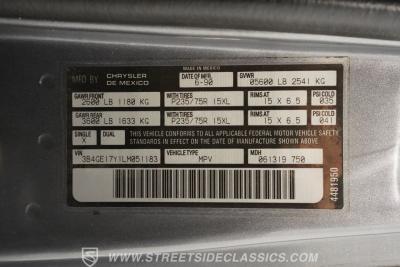 MADE IN MEXICO
MFD BY CHRYSLER DE MEXICO DATE OF MFR 6-90 GVWR 05600 LB 2541 KG
GAWR FRONT WITH TIRES RIMS AT PSI COLD
2600 LB 1180 KG P235/75R 15XL 15 X 6.5 035
GAWR REAR WITH TIRES RIMS AT PSI COLD
3600 LB 1633 KG P235/75R 15XL 15 X 6.5 041
SINGLE X DUAL THIS VEHICLE CONFORMS TO ALL APPLICABLE FEDERAL MOTOR VEHICLE SAFETY
STANDARDS IN EFFECT ON THE DATE OF MANUFACTURE SHOWN ABOVE
VIN VEHICLE TYPE MDH
3B4GE17Y1LM051183 MPV 061319 750
4481950
STREETSIDE
CLASSICS
WWW.STREETSIDECLASSICS.COM